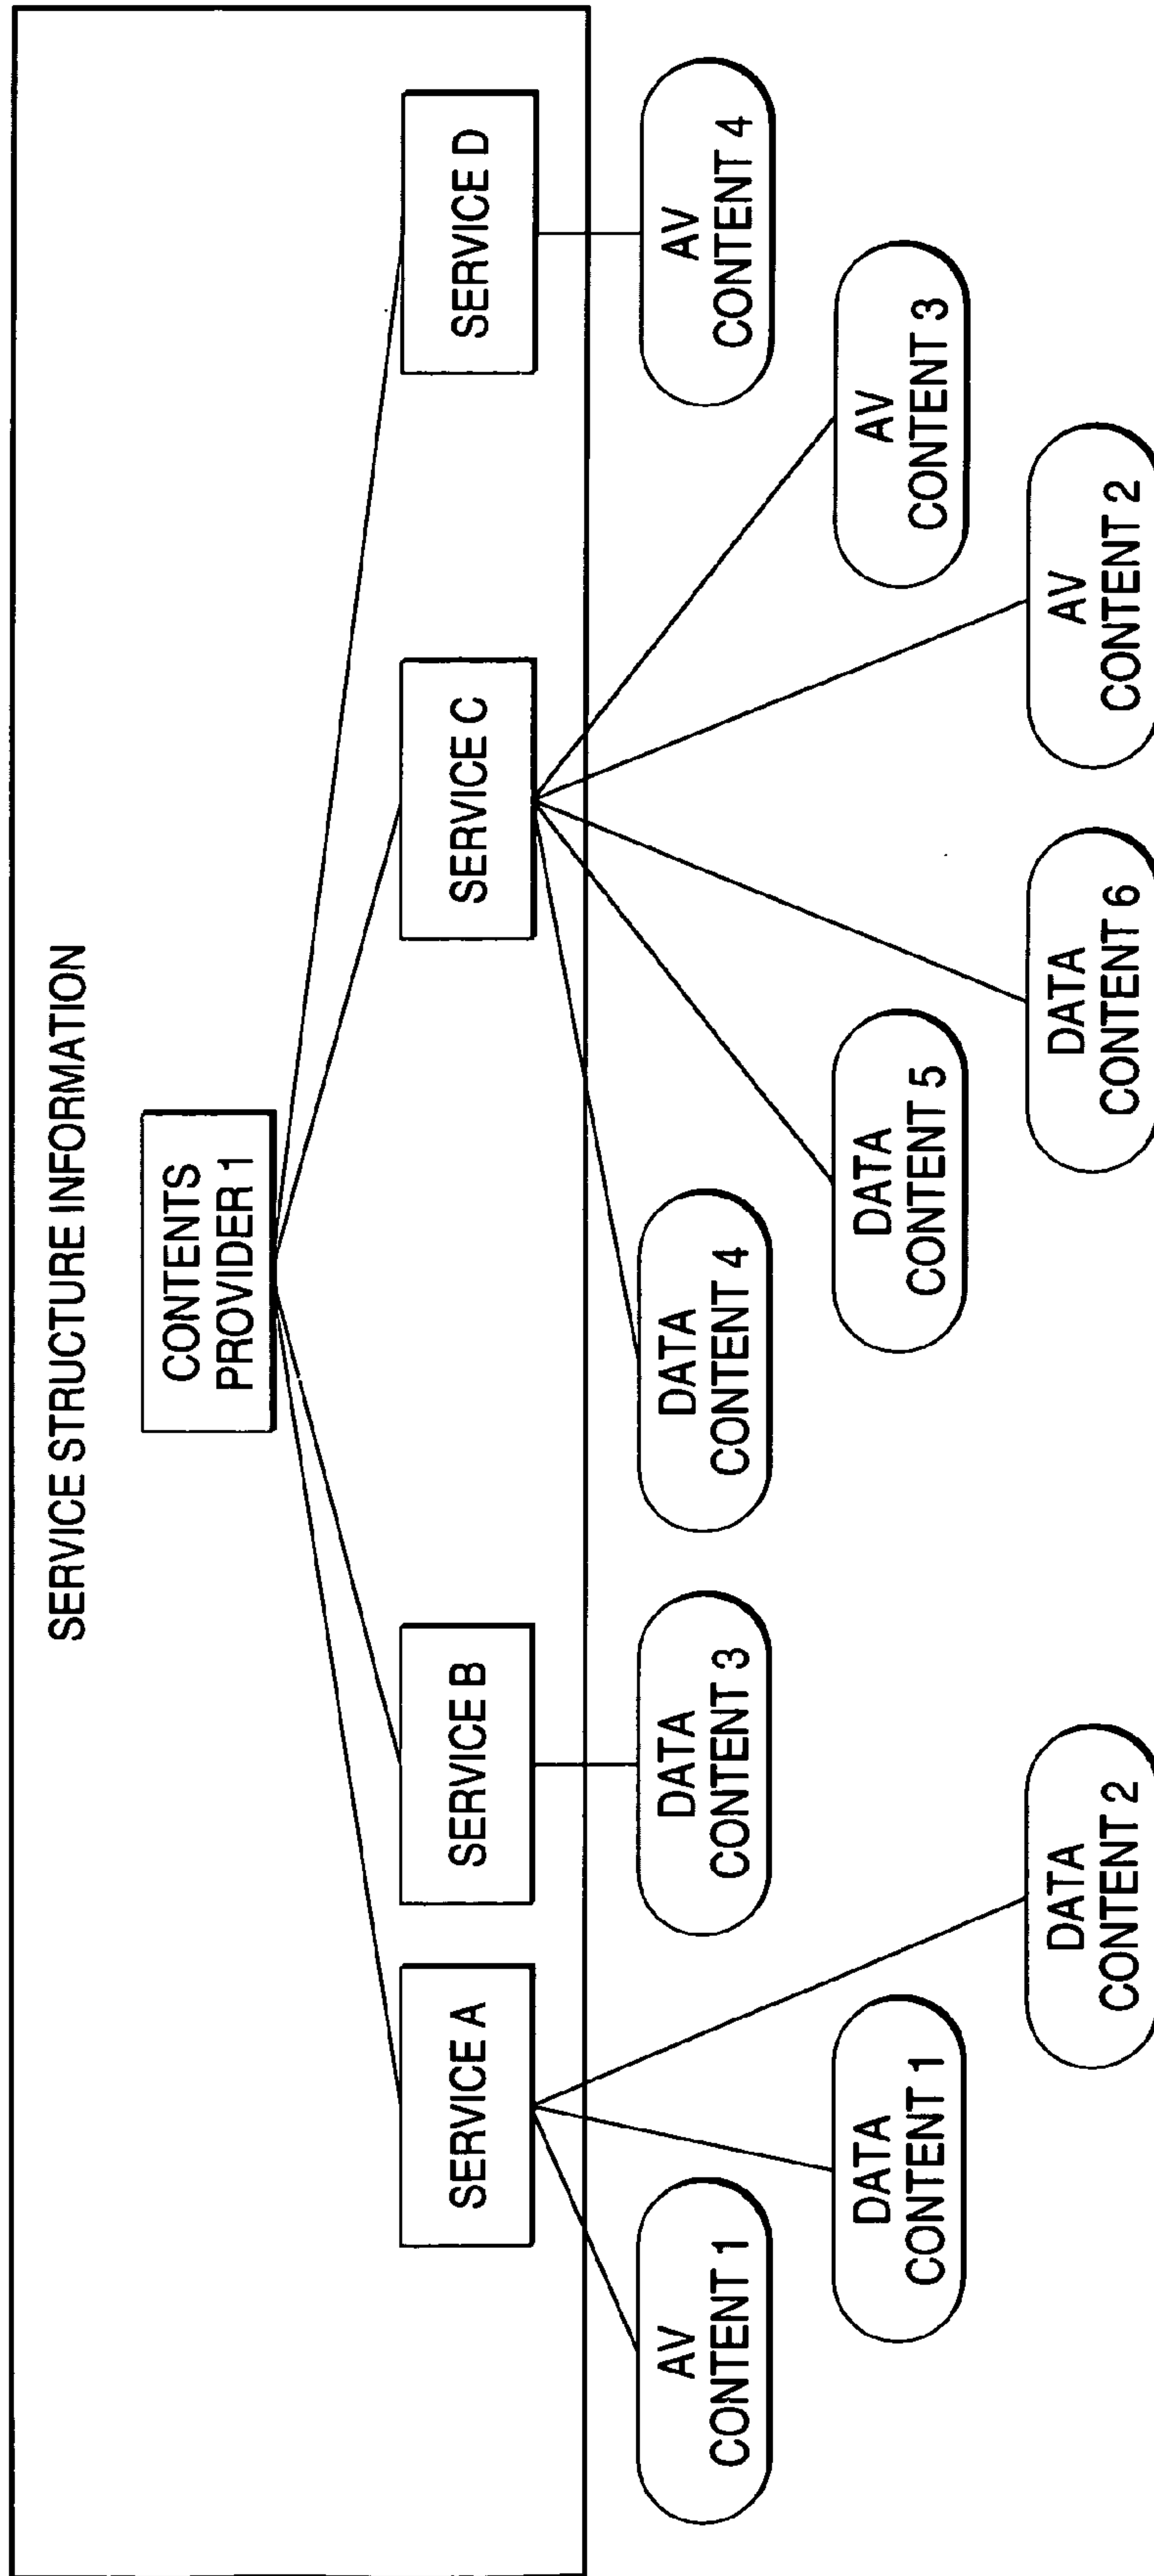 SERVICE STRUCTURE INFORMATION
CONTENTS
PROVIDER 1
SERVICE A
SERVICE B
SERVICE C
SERVICE D
AV
CONTENT 1
DATA
CONTENT 1
DATA
CONTENT 2
DATA
CONTENT 3
DATA
CONTENT 4
DATA
CONTENT 5
DATA
CONTENT 6
AV
CONTENT 2
AV
CONTENT 3
AV
CONTENT 4